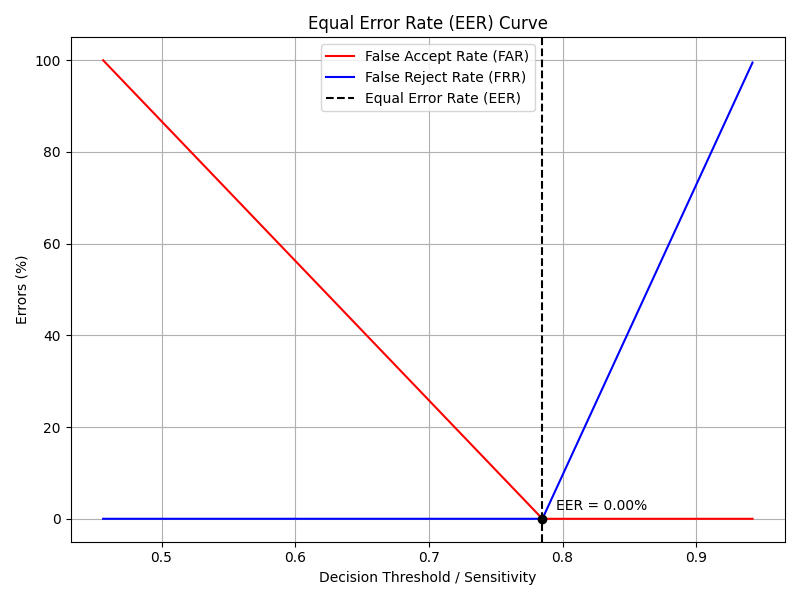 Equal Error Rate (EER) Curve
False Accept Rate (FAR)
False Reject Rate (FRR)
Equal Error Rate (EER)
Errors (%)
100
80
60
40
20
0
EER = 0.00%
0.5 0.6 0.7 0.8 0.9
Decision Threshold / Sensitivity